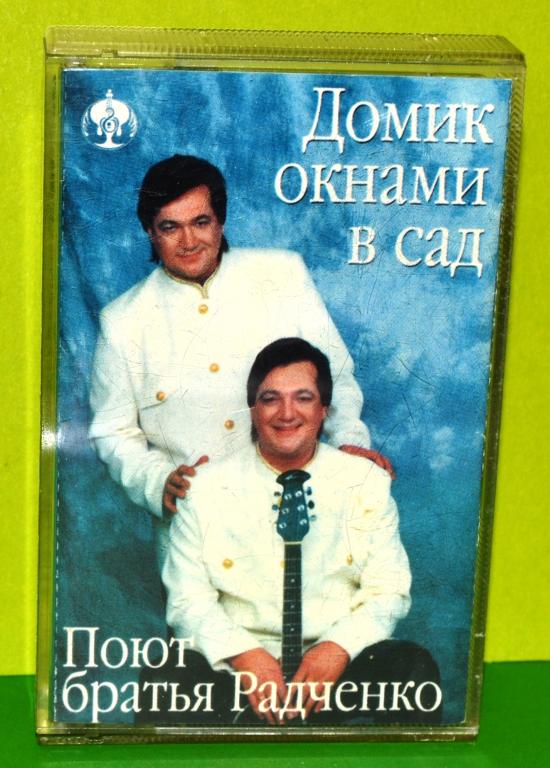 Домик
окнами
в сад
Поют
братья Радченко